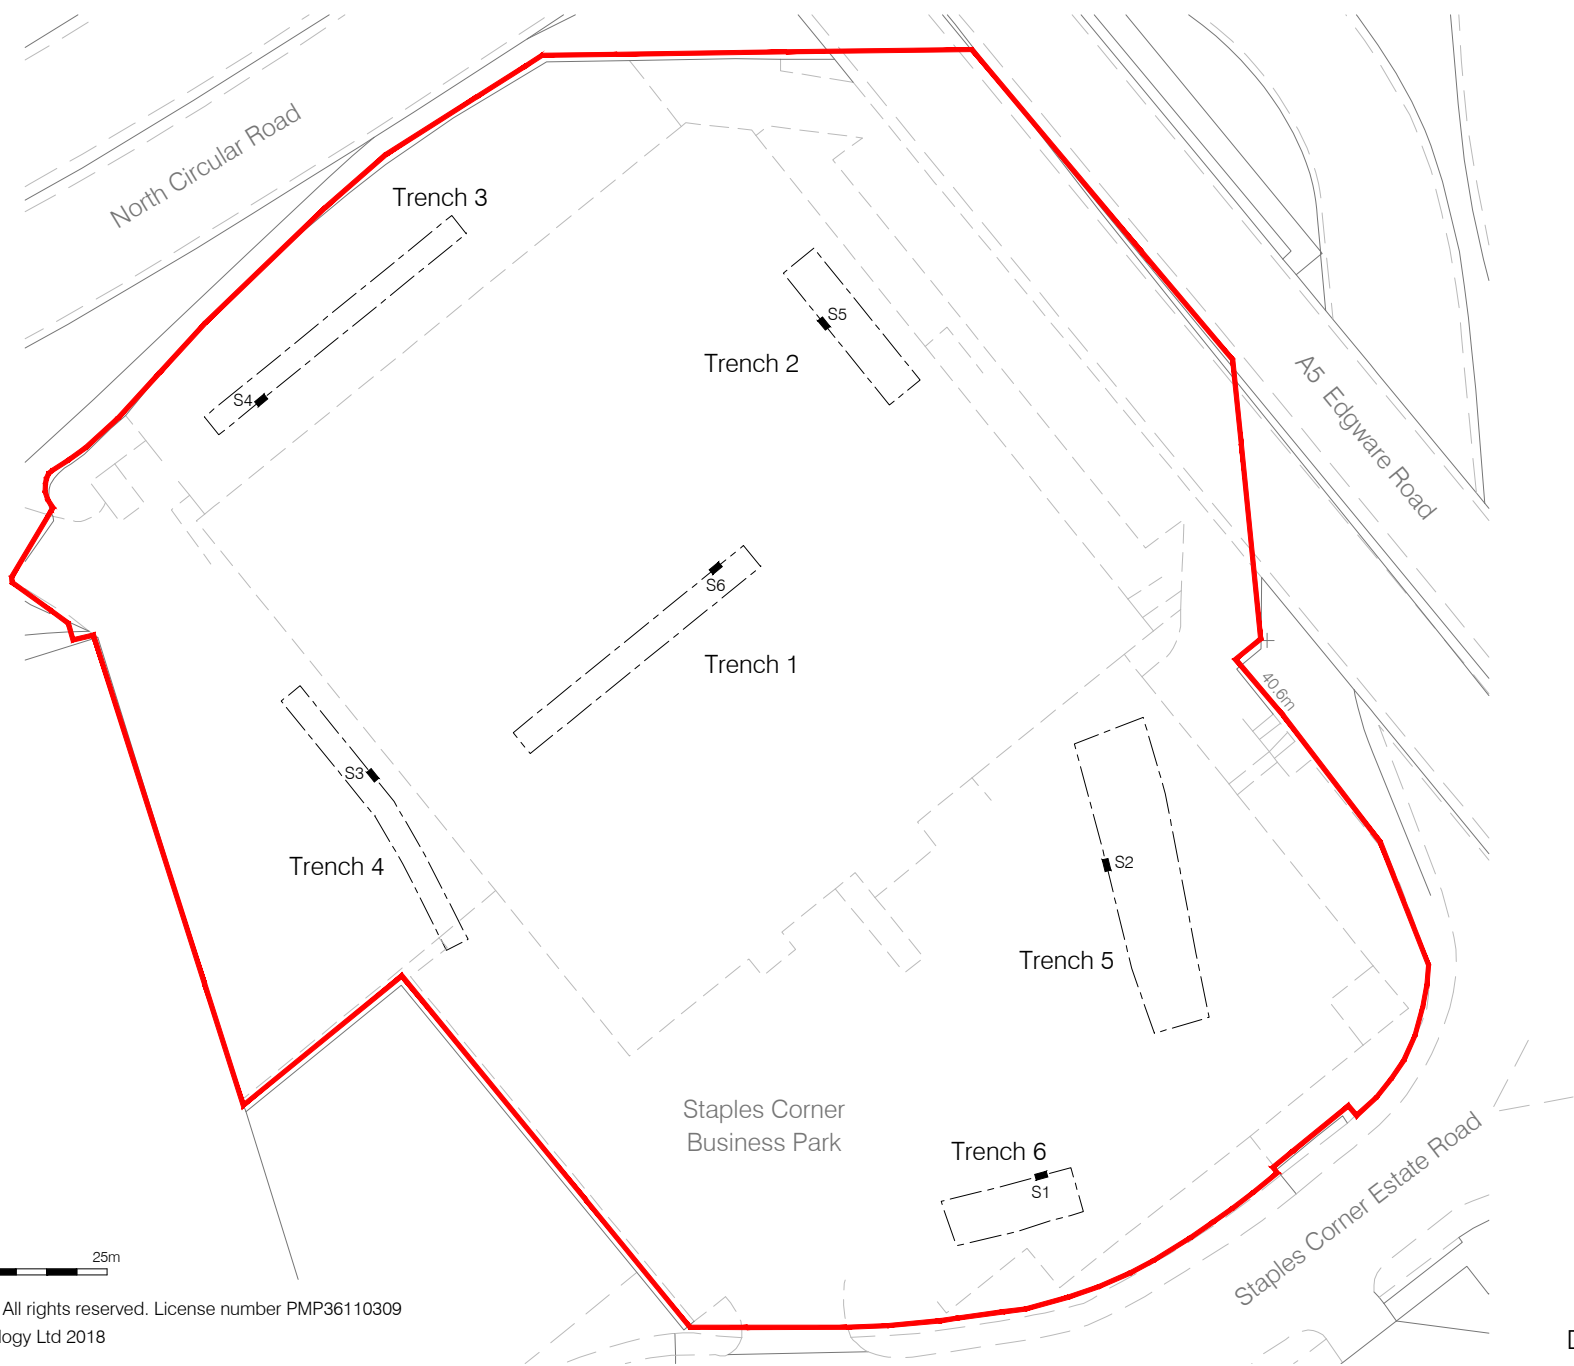 North Circular Road
Trench 3
S4
S5
Trench 2
A5 Edgware Road
S6
Trench 1
40.6m
S3
Trench 4
S2
Trench 5
Staples Corner
Business Park
Trench 6
S1
Staples Corner Estate Road
25m
All rights reserved. License number PMP36110309
logy Ltd 2018